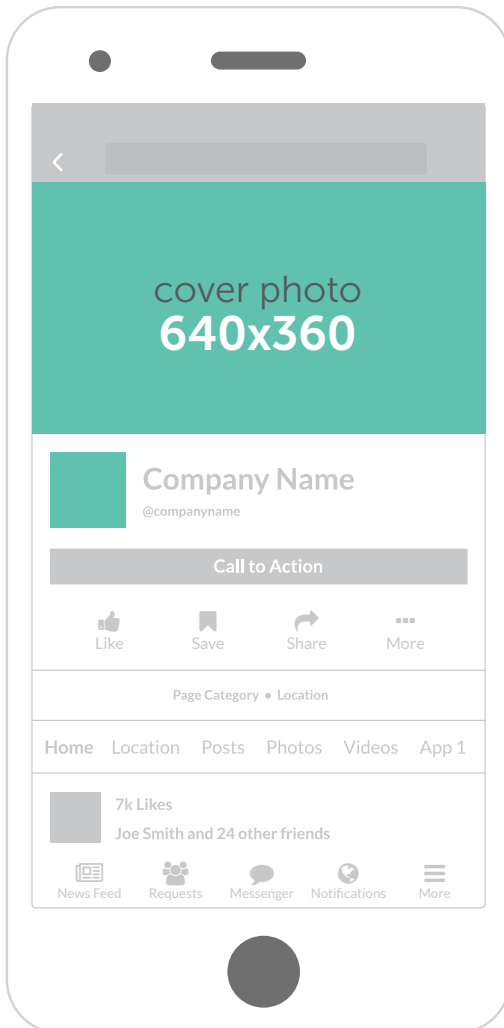 cover photo
640x360
Company Name
@companyname
Call to Action
Like Save Share More
Page Category • Location
Home Location Posts Photos Videos App 1
7k Likes
Joe Smith and 24 other friends
News Feed Requests Messenger Notifications More